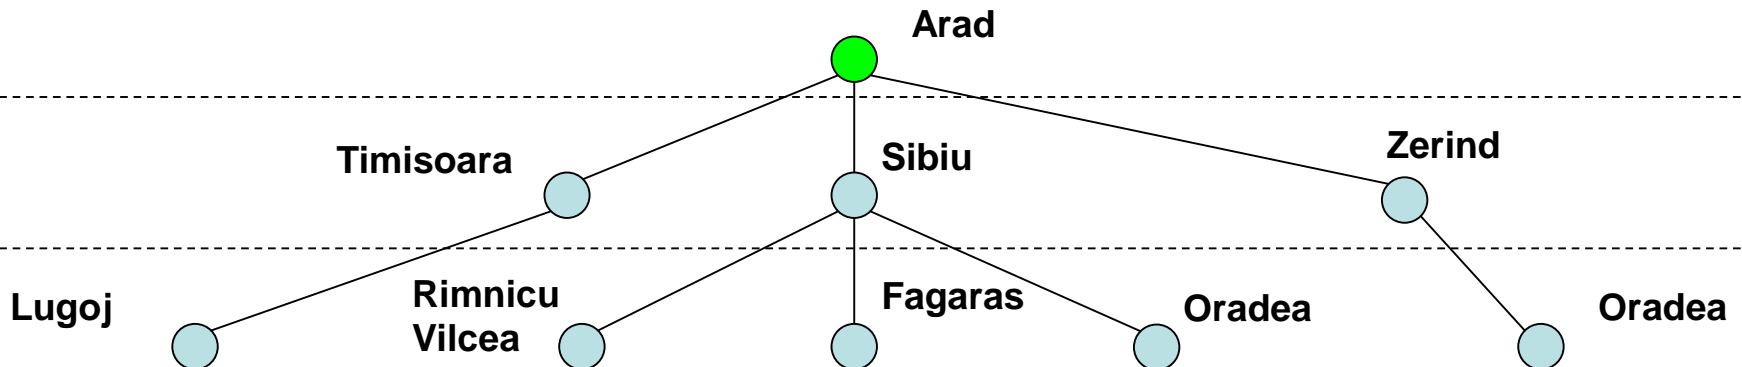 Arad
Timisoara
Sibiu
Zerind
Lugoj
Rimnicu
Vilcea
Fagaras
Oradea
Oradea